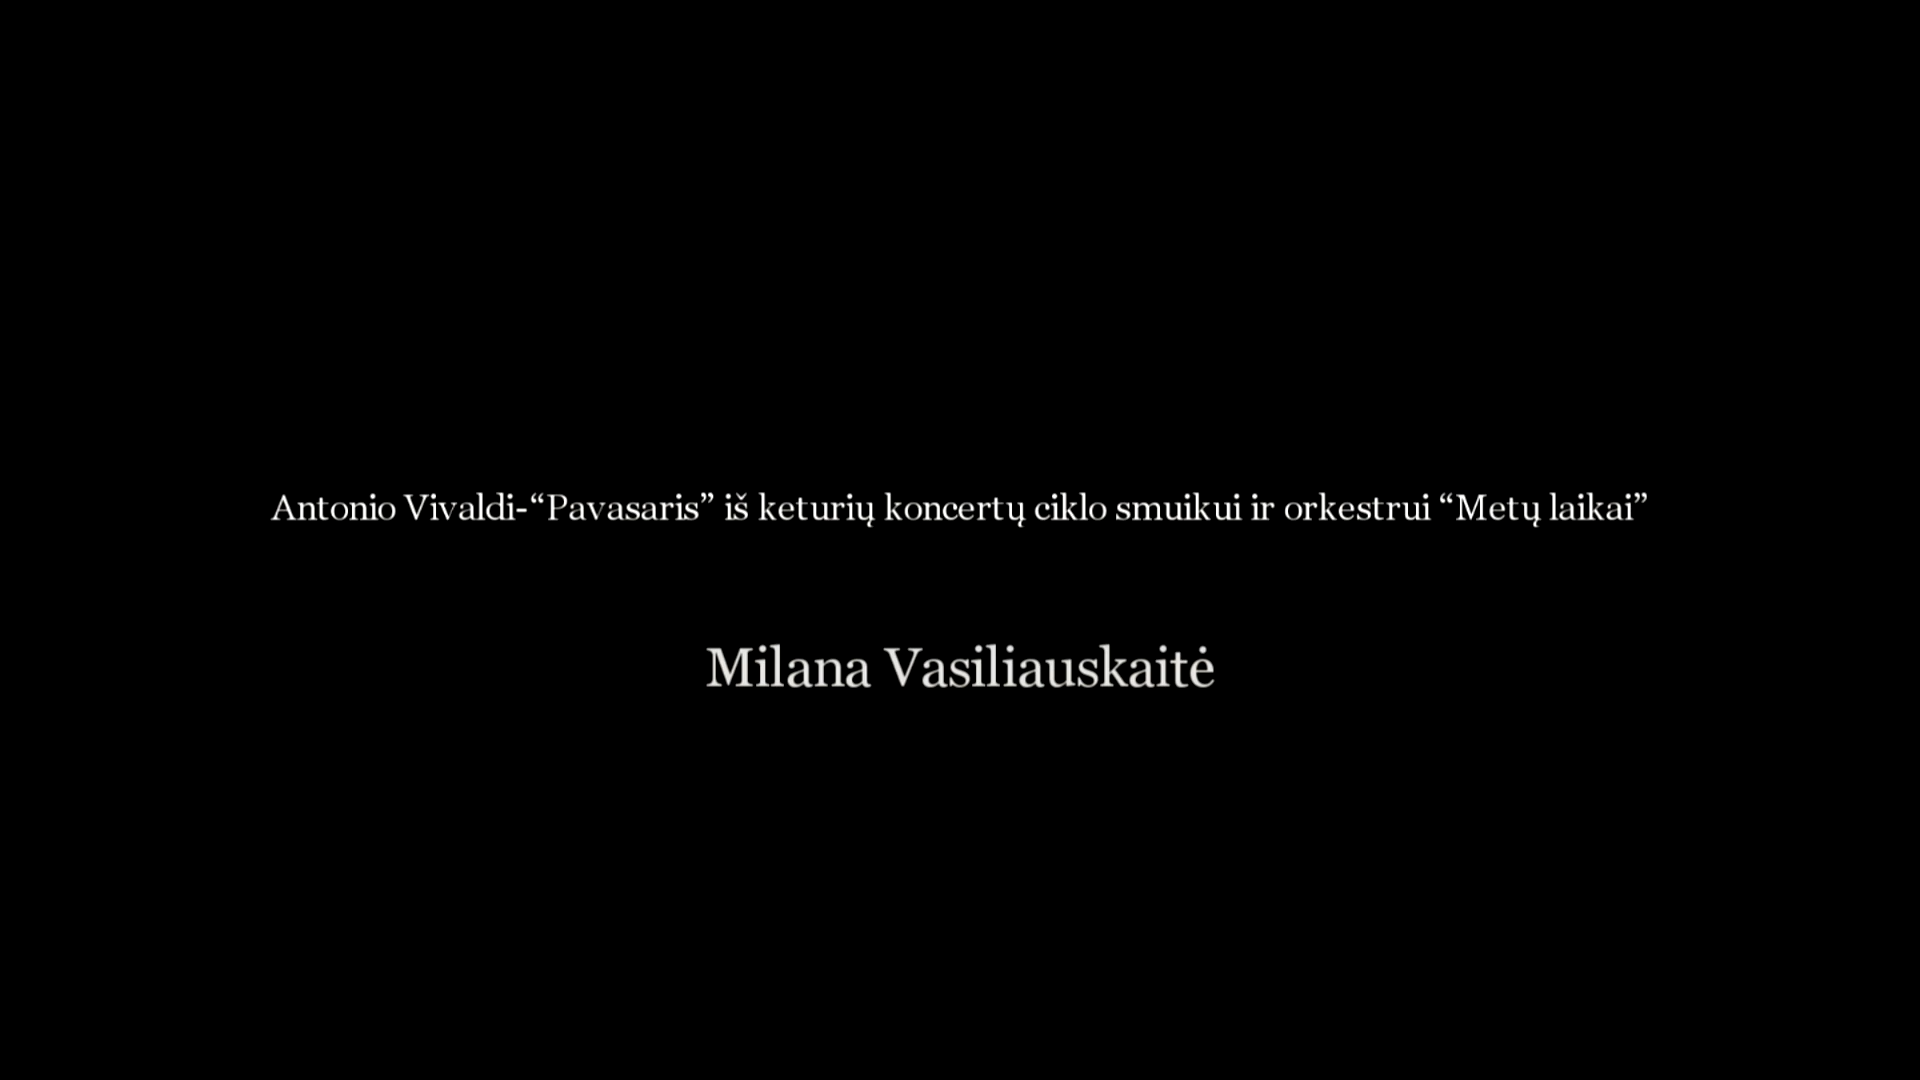 Antonio Vivaldi-“Pavasaris” iš keturių koncertų ciklo smuikui ir orkestrui “Metų laikai”
Milana Vasiliauskaitė